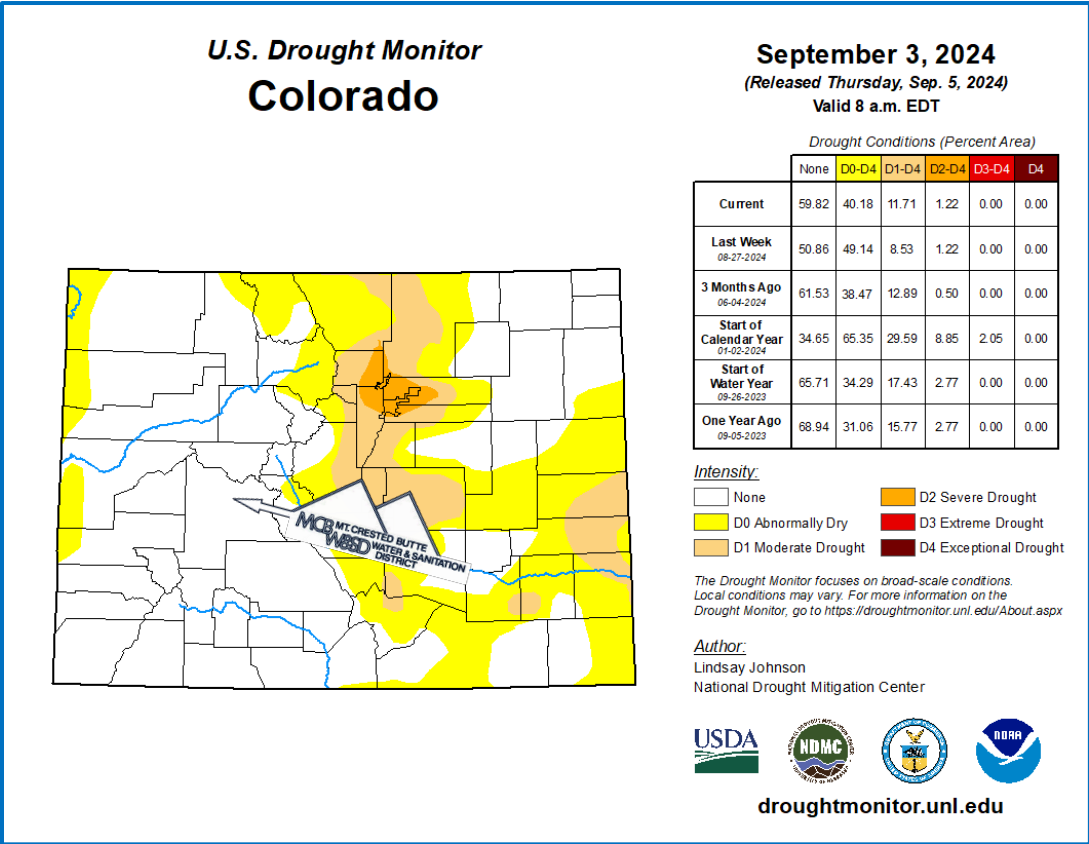 U.S. Drought Monitor
Colorado
September 3, 2024
(Released Thursday, Sep. 5, 2024)
Valid 8 a.m. EDT
Drought Conditions (Percent Area)
None D0-D4 D1-D4 D2-D4 D3-D4 D4
Current 59.82 40.18 11.71 1.22 0.00 0.00
Last Week
08-27-2024 50.86 49.14 8.53 1.22 0.00 0.00
3 Months Ago
06-04-2024 61.53 38.47 12.89 0.50 0.00 0.00
Start of
Calendar Year
01-02-2024 34.65 65.35 29.59 8.85 2.05 0.00
Start of
Water Year
09-26-2023 65.71 34.29 17.43 2.77 0.00 0.00
One Year Ago
09-05-2023 68.94 31.06 15.77 2.77 0.00 0.00
Intensity:
None
D0 Abnormally Dry
D1 Moderate Drought
D2 Severe Drought
D3 Extreme Drought
D4 Exceptional Drought
The Drought Monitor focuses on broad-scale conditions.
Local conditions may vary. For more information on the
Drought Monitor, go to https://droughtmonitor.unl.edu/About.aspx
Author:
Lindsay Johnson
National Drought Mitigation Center
MCB
W&SD
MT. CRESTED BUTTE
WATER & SANITATION
DISTRICT
USDA
NDMC
NOAA
droughtmonitor.unl.edu